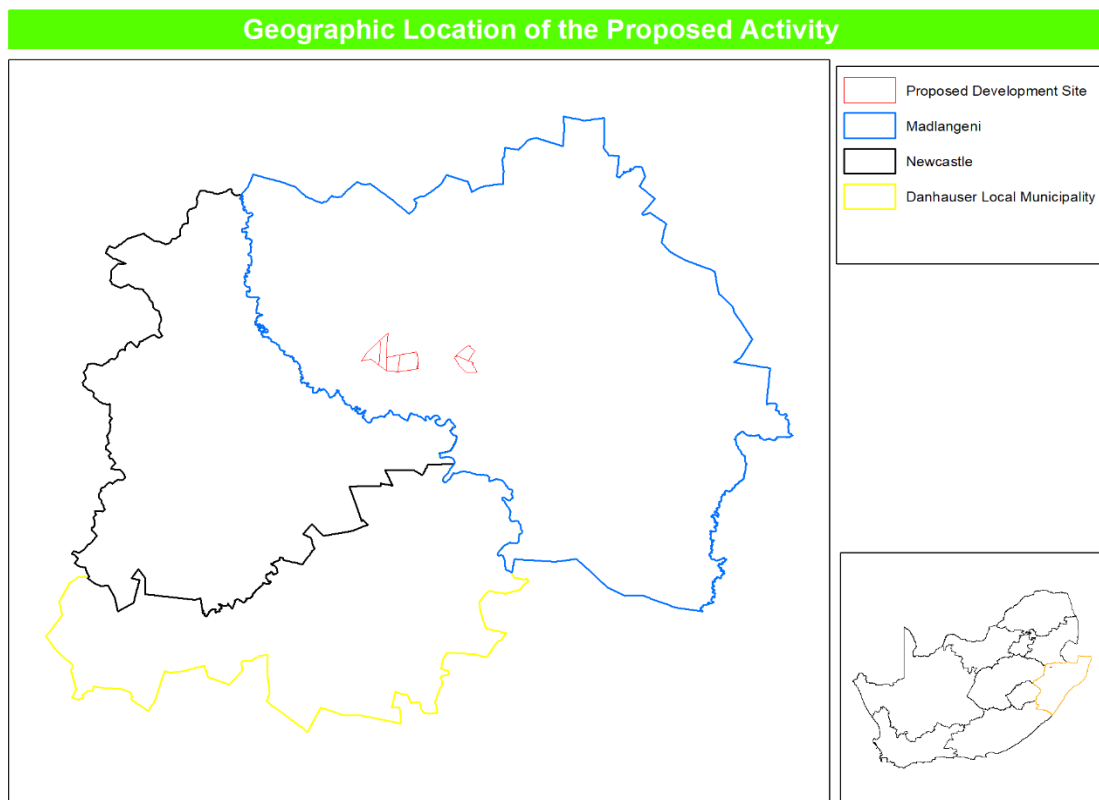 Geographic Location of the Proposed Activity
Proposed Development Site
Madlangeni
Newcastle
Danhauser Local Municipality